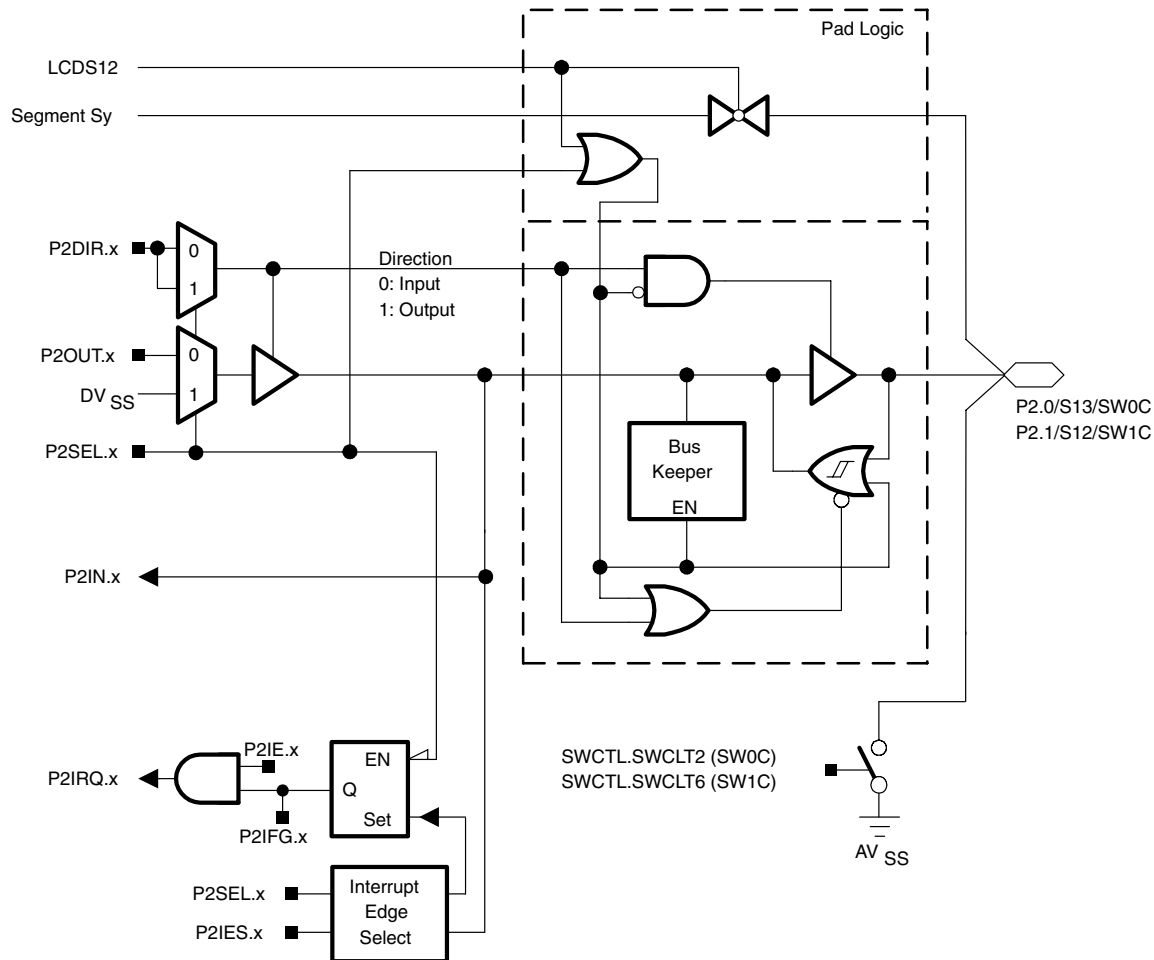 Pad Logic
LCDS12
Segment Sy
P2DIR.x
0
1
Direction
0: Input
1: Output
P2OUT.x
0
DV SS
1
P2SEL.x
Bus
Keeper
EN
P2.0/S13/SW0C
P2.1/S12/SW1C
P2IN.x
P2IE.x
EN
P2IRQ.x
Q
P2IFG.x
Set
SWCTL.SWCLT2 (SW0C)
SWCTL.SWCLT6 (SW1C)
AV SS
P2SEL.x
P2IES.x
Interrupt
Edge
Select